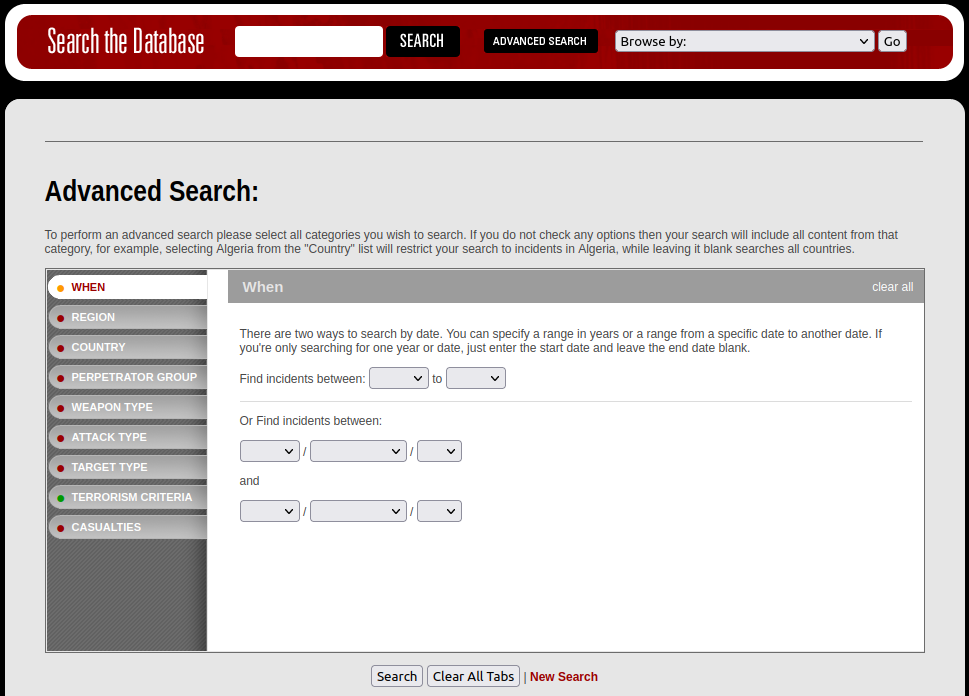 Search the Database
SEARCH
ADVANCED SEARCH
Browse by:
Go
Advanced Search:
To perform an advanced search please select all categories you wish to search. If you do not check any options then your search will include all content from that
category, for example, selecting Algeria from the "Country" list will restrict your search to incidents in Algeria, while leaving it blank searches all countries.
WHEN
REGION
COUNTRY
PERPETRATOR GROUP
WEAPON TYPE
ATTACK TYPE
TARGET TYPE
TERRORISM CRITERIA
CASUALTIES
When
clear all
There are two ways to search by date. You can specify a range in years or a range from a specific date to another date. If
you're only searching for one year or date, just enter the start date and leave the end date blank.
Find incidents between: to
Or Find incidents between:
/ /
and
/ /
Search Clear All Tabs | New Search